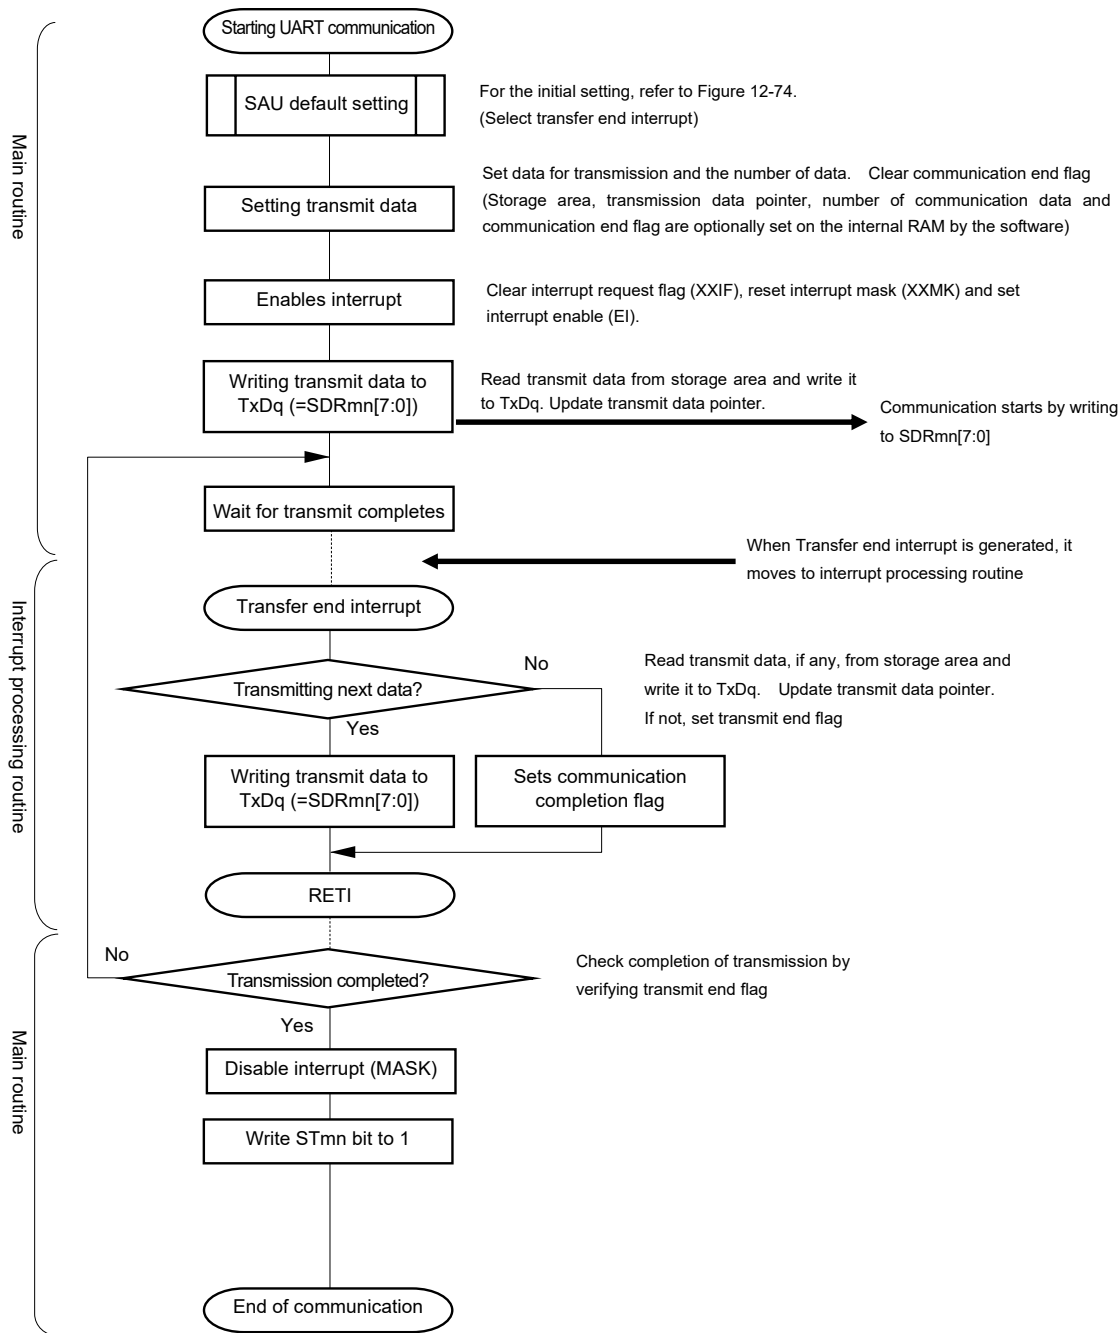 Starting UART communication
SAU default setting
For the initial setting, refer to Figure 12-74.
(Select transfer end interrupt)
Main routine
Setting transmit data
Set data for transmission and the number of data. Clear communication end flag
(Storage area, transmission data pointer, number of communication data and
communication end flag are optionally set on the internal RAM by the software)
Enables interrupt
Clear interrupt request flag (XXIF), reset interrupt mask (XXMK) and set
interrupt enable (EI).
Writing transmit data to
TxDq (=SDRmn[7:0])
Read transmit data from storage area and write it
to TxDq. Update transmit data pointer.
Communication starts by writing
to SDRmn[7:0]
Wait for transmit completes
When Transfer end interrupt is generated, it
moves to interrupt processing routine
Interrupt processing routine
Transfer end interrupt
Transmitting next data?
No
Yes
Read transmit data, if any, from storage area and
write it to TxDq. Update transmit data pointer.
If not, set transmit end flag
Writing transmit data to
TxDq (=SDRmn[7:0])
Sets communication
completion flag
RETI
Main routine
No
Transmission completed?
Yes
Check completion of transmission by
verifying transmit end flag
Disable interrupt (MASK)
Write STmn bit to 1
End of communication